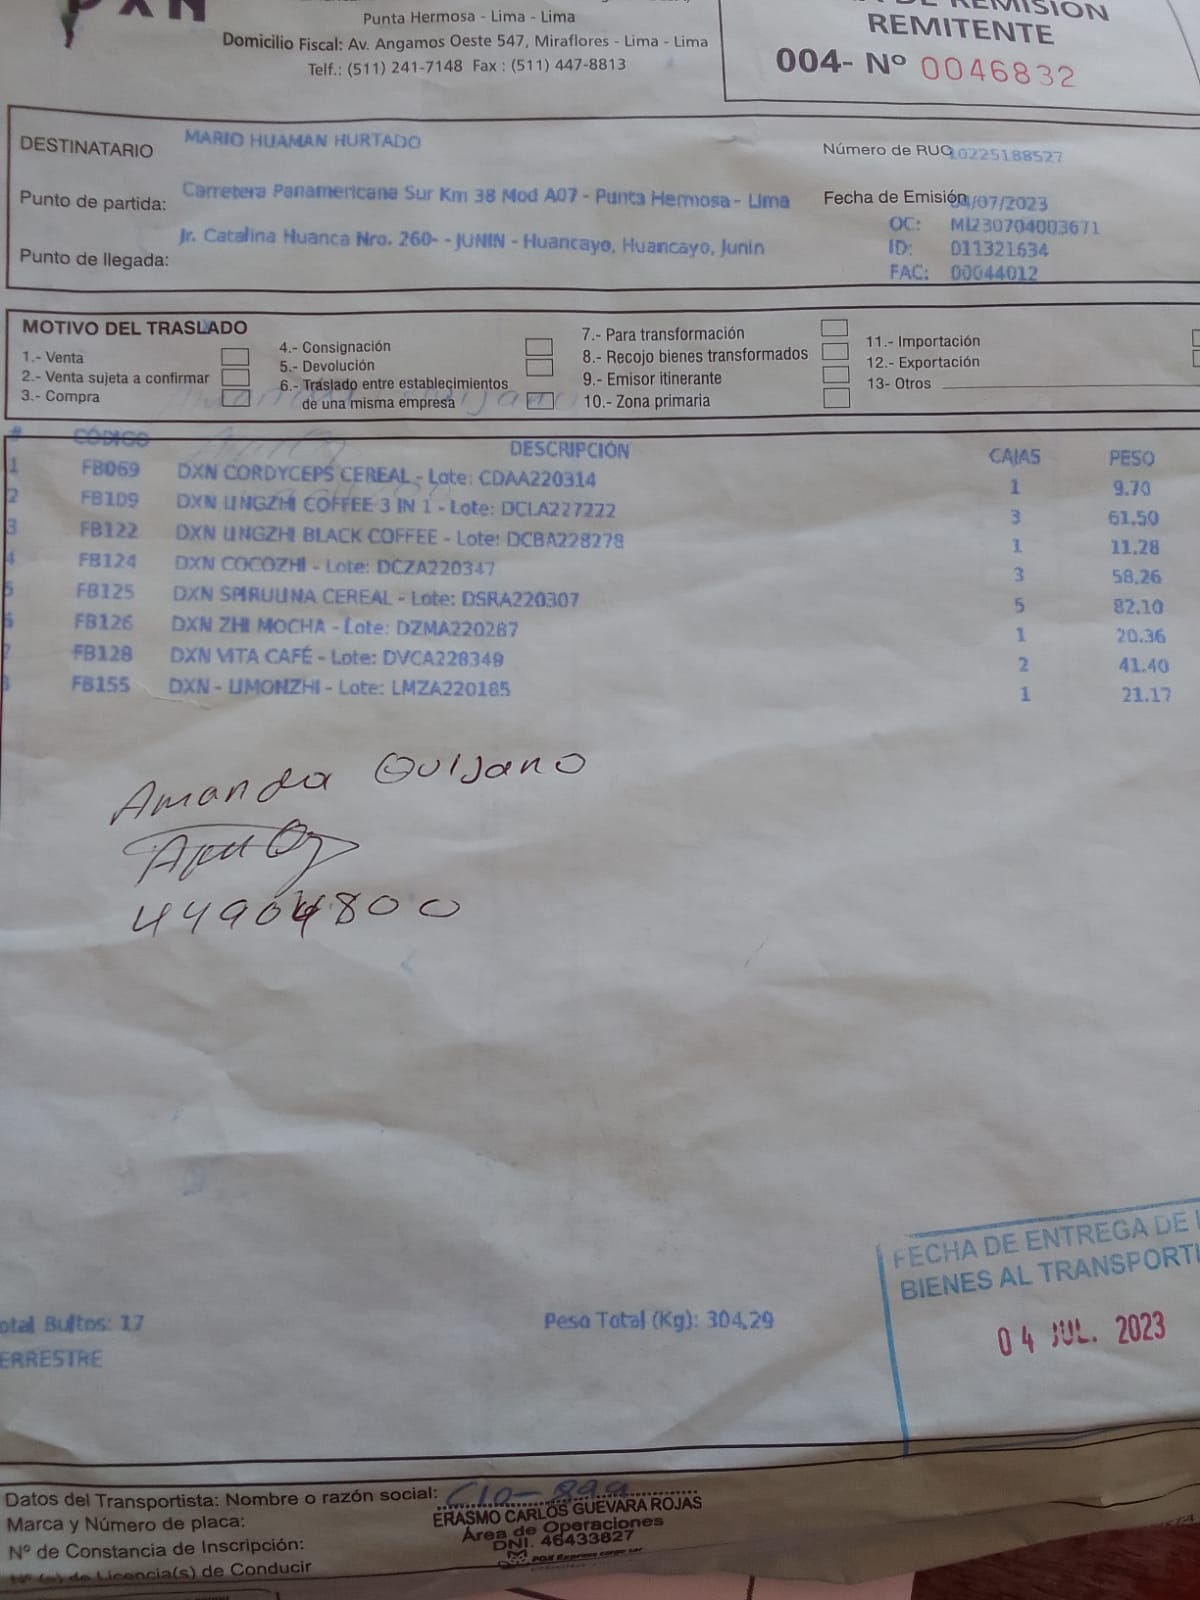 DXN
Punta Hermosa - Lima - Lima
Domicilio Fiscal: Av. Angamos Oeste 547, Miraflores - Lima - Lima
Telf.: (511) 241-7148 Fax : (511) 447-8813
DE REMISIÓN
REMITENTE
004- Nº 0046832
DESTINATARIO MARIO HUAMAN HURTADO
Número de RUC 10225188527
Punto de partida: Carretera Panamericana Sur Km 38 Mod A07 - Punta Hermosa - Lima
Fecha de Emisión 04/07/2023
Punto de llegada: Jr. Catalina Huanca Nro. 260- - JUNIN - Huancayo, Huancayo, Junin
OC: MI230704003671
ID: 011321634
FAC: 00044012
MOTIVO DEL TRASLADO
1.- Venta
2.- Venta sujeta a confirmar
3.- Compra
4.- Consignación
5.- Devolución
6.- Traslado entre establecimientos
de una misma empresa
7.- Para transformación
8.- Recojo bienes transformados
9.- Emisor itinerante
10.- Zona primaria
11.- Importación
12.- Exportación
13- Otros
# CÓDIGO DESCRIPCIÓN CAJAS PESO
1 FB069 DXN CORDYCEPS CEREAL - Lote: CDAA220314 1 9.70
2 FB109 DXN LINGZHI COFFEE 3 IN 1 - Lote: DCLA227222 3 61.50
3 FB122 DXN LINGZHI BLACK COFFEE - Lote: DCBA228278 1 11.28
4 FB124 DXN COCOZHI - Lote: DCZA220347 3 58.26
5 FB125 DXN SPIRULINA CEREAL - Lote: DSRA220307 5 82.10
6 FB126 DXN ZHI MOCHA - Lote: DZMA220287 1 20.36
7 FB128 DXN VITA CAFÉ - Lote: DVCA228349 2 41.40
8 FB155 DXN - LIMONZHI - Lote: LMZA220185 1 21.17
Amanda Quijano
44904800
FECHA DE ENTREGA DE
BIENES AL TRANSPORTI
04 JUL. 2023
otal Bultos: 17 Peso Total (Kg): 304,29
ERRESTRE
Datos del Transportista: Nombre o razón social:
Marca y Número de placa:
Nº de Constancia de Inscripción:
Nº (s) de Licencia(s) de Conducir
C10-899
ERASMO CARLOS GUEVARA ROJAS
Área de Operaciones
DNI. 46433827